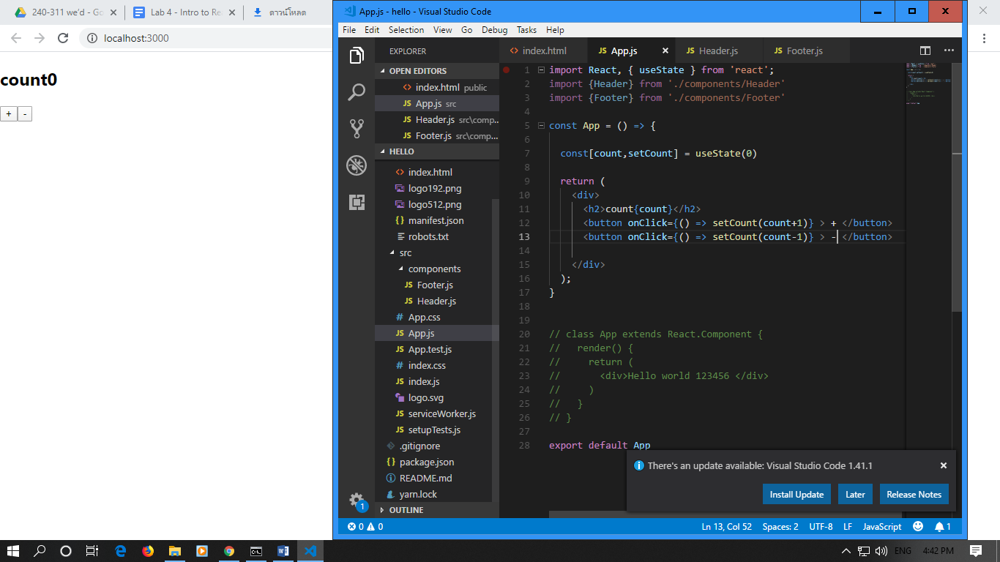 240-311 we'd - Go
Lab 4 - Intro to Re
ดาวน์โหลด
localhost:3000
count0
+ -
App.js - hello - Visual Studio Code
File Edit Selection View Go Debug Tasks Help
EXPLORER
OPEN EDITORS
index.html public
App.js src
Header.js src\comp...
Footer.js src\compe...
HELLO
index.html
logo192.png
logo512.png
manifest.json
robots.txt
src
components
Footer.js
Header.js
App.css
App.js
App.test.js
index.css
index.js
logo.svg
serviceWorker.js
setupTests.js
.gitignore
package.json
README.md
yarn.lock
OUTLINE
1
index.html App.js Header.js Footer.js
1 import React, { useState } from 'react';
2 import {Header} from './components/Header'
3 import {Footer} from './components/Footer'
4
5 const App = () => {
6
7 const[count,setCount] = useState(0)
8
9 return (
10 <div>
11 <h2>count{count}</h2>
12 <button onClick={() => setCount(count+1)} > + </button>
13 <button onClick={() => setCount(count-1)} > - </button>
14
15 </div>
16 );
17 }
18
19
20 // class App extends React.Component {
21 // render() {
22 // return (
23 // <div>Hello world 123456 </div>
24 // )
25 // }
26 // }
27
28 export default App
There's an update available: Visual Studio Code 1.41.1
Install Update Later Release Notes
0 0 Ln 13, Col 52 Spaces: 2 UTF-8 LF JavaScript 1
ENG 4:42 PM